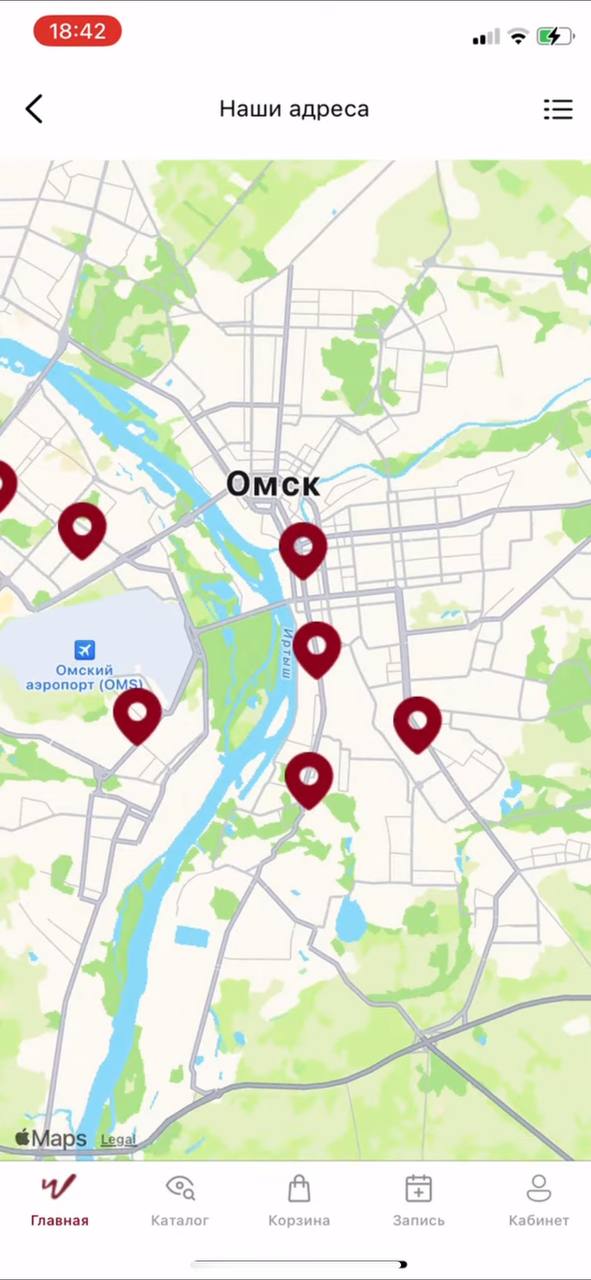 18:42
Наши адреса
Омск
Иртыш
Омский
аэропорт (OMS)
Maps Legal
Главная
Каталог
Корзина
Запись
Кабинет